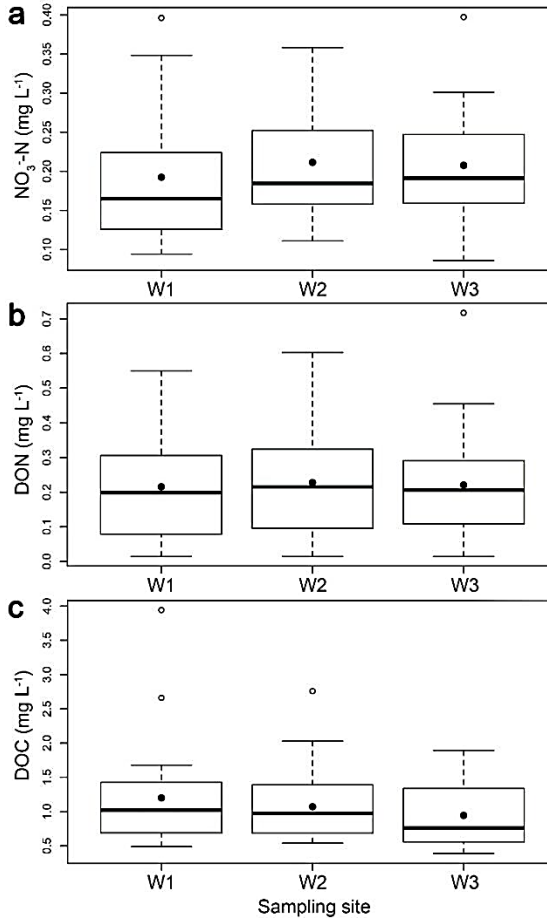 a
NO₃⁻-N (mg L⁻¹)
0.40
0.35
0.30
0.25
0.20
0.15
0.10
W1 W2 W3
b
DON (mg L⁻¹)
0.7
0.6
0.5
0.4
0.3
0.2
0.1
0.0
W1 W2 W3
c
DOC (mg L⁻¹)
4.0
3.5
3.0
2.5
2.0
1.5
1.0
0.5
W1 W2 W3
Sampling site